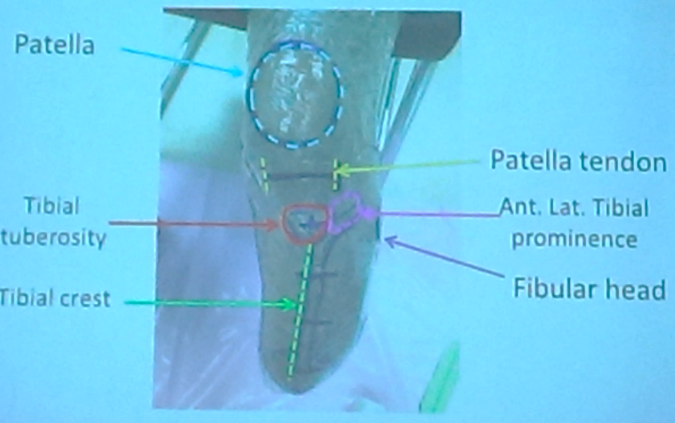 Patella
Patella tendon
Tibial
tuberosity
Ant. Lat. Tibial
prominence
Fibular head
Tibial crest